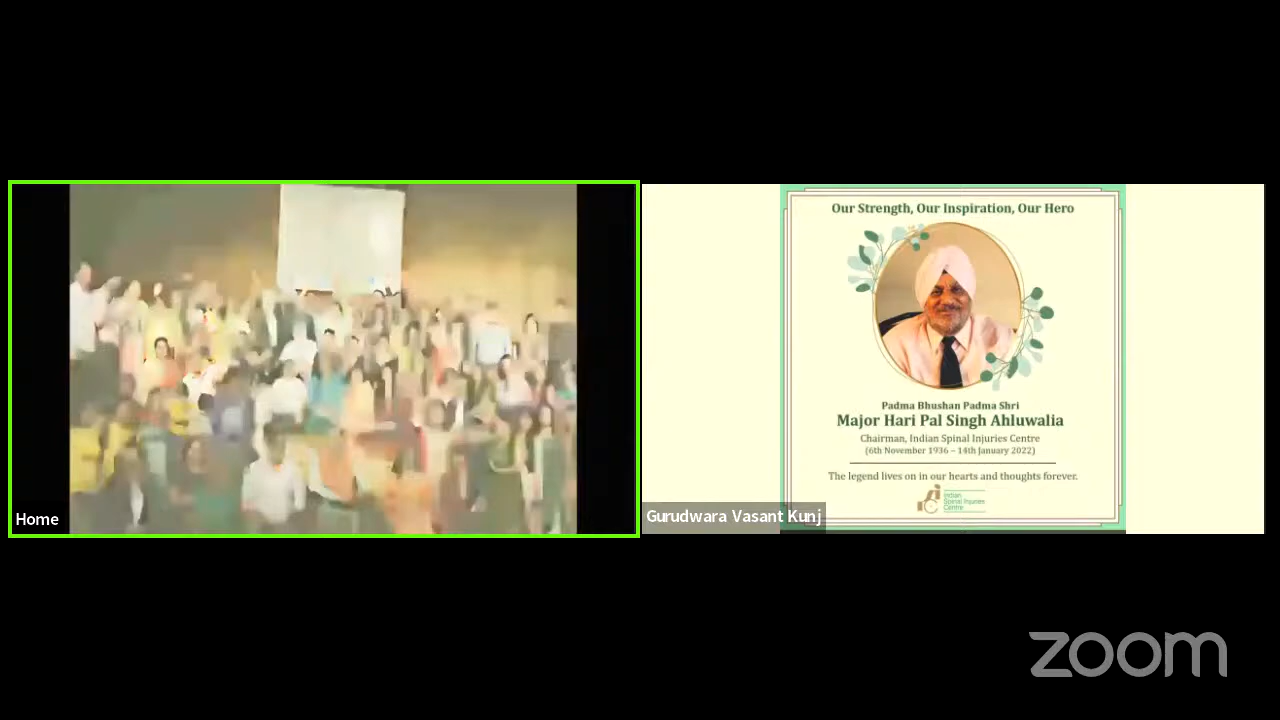 Home
Our Strength, Our Inspiration, Our Hero
Padma Bhushan Padma Shri
Major Hari Pal Singh Ahluwalia
Chairman, Indian Spinal Injuries Centre
(6th November 1936 – 14th January 2022)
The legend lives on in our hearts and thoughts forever.
Indian
Spinal Injuries
Centre
Gurudwara Vasant Kunj
zoom